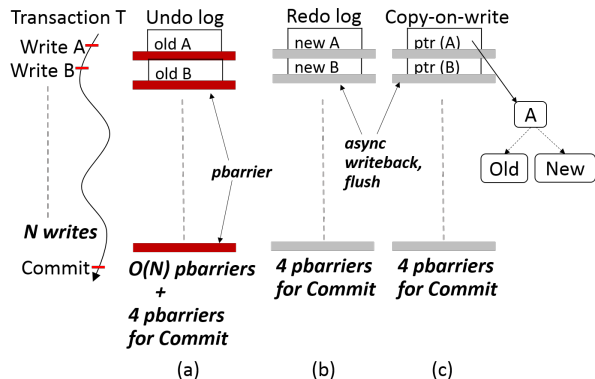 Transaction T
Write A
Write B
N writes
Commit
Undo log
old A
old B
pbarrier
O(N) pbarriers
+
4 pbarriers
for Commit
(a)
Redo log
new A
new B
async
writeback,
flush
4 pbarriers
for Commit
(b)
Copy-on-write
ptr (A)
ptr (B)
A
Old
New
4 pbarriers
for Commit
(c)